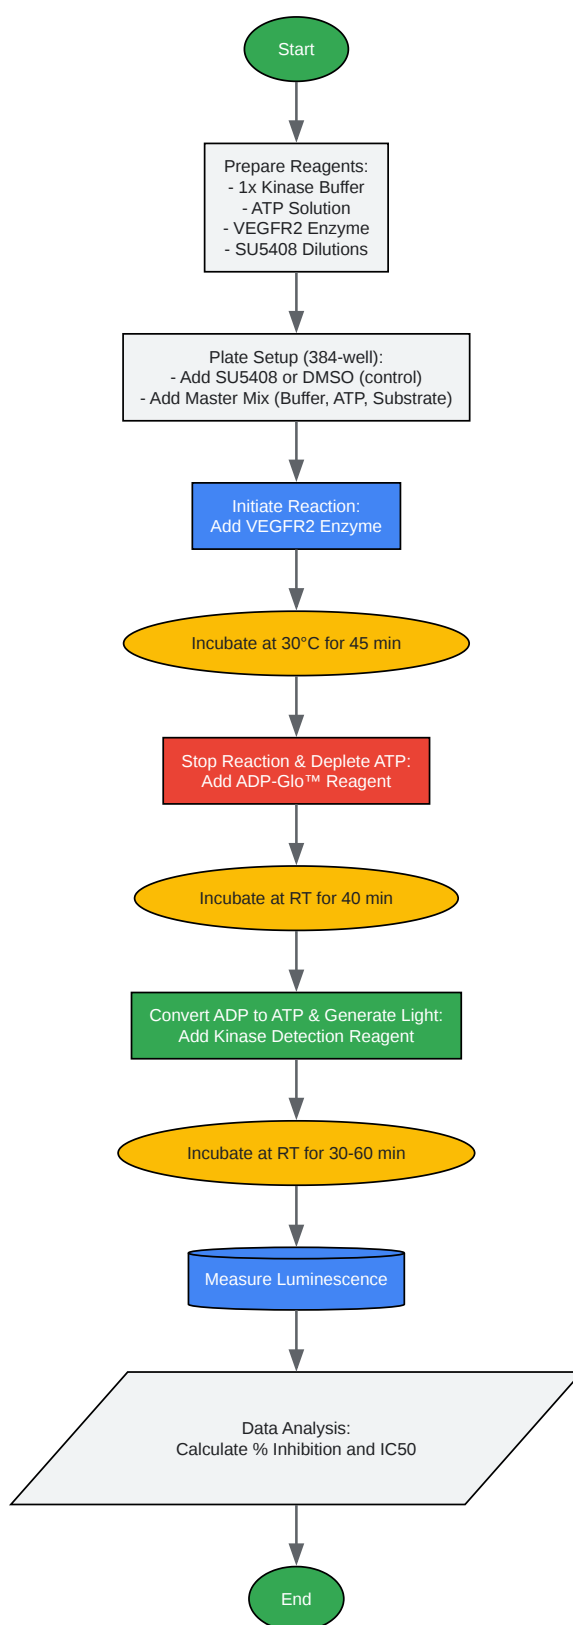 Start
Prepare Reagents:
- 1x Kinase Buffer
- ATP Solution
- VEGFR2 Enzyme
- SU5408 Dilutions
Plate Setup (384-well):
- Add SU5408 or DMSO (control)
- Add Master Mix (Buffer, ATP, Substrate)
Initiate Reaction:
Add VEGFR2 Enzyme
Incubate at 30°C for 45 min
Stop Reaction & Deplete ATP:
Add ADP-Glo™ Reagent
Incubate at RT for 40 min
Convert ADP to ATP & Generate Light:
Add Kinase Detection Reagent
Incubate at RT for 30-60 min
Measure Luminescence
Data Analysis:
Calculate % Inhibition and IC50
End